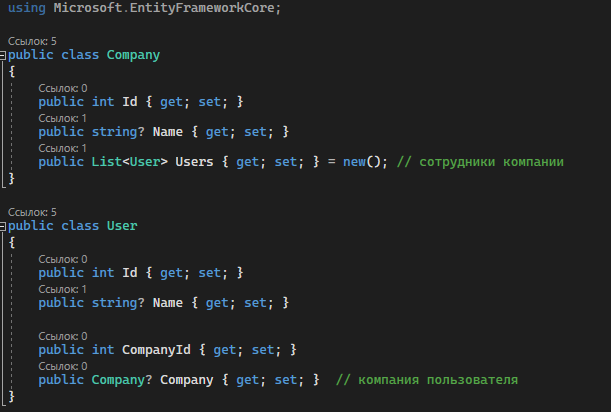 using Microsoft.EntityFrameworkCore;
Ссылок: 5
public class Company
{
Ссылок: 0
public int Id { get; set; }
Ссылок: 1
public string? Name { get; set; }
Ссылок: 1
public List<User> Users { get; set; } = new(); // сотрудники компании
}
Ссылок: 5
public class User
{
Ссылок: 0
public int Id { get; set; }
Ссылок: 1
public string? Name { get; set; }
Ссылок: 0
public int CompanyId { get; set; }
Ссылок: 0
public Company? Company { get; set; }  // компания пользователя
}